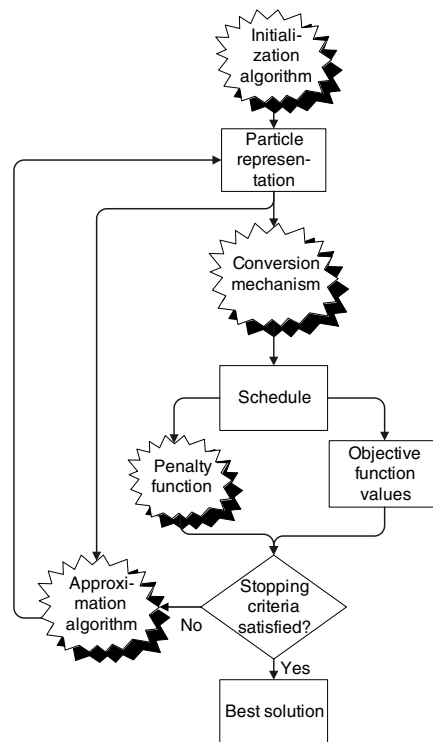 Initiali-
zation
algorithm
Particle
represen-
tation
Conversion
mechanism
Schedule
Penalty
function
Objective
function
values
Approxi-
mation
algorithm
No
Stopping
criteria
satisfied?
Yes
Best solution